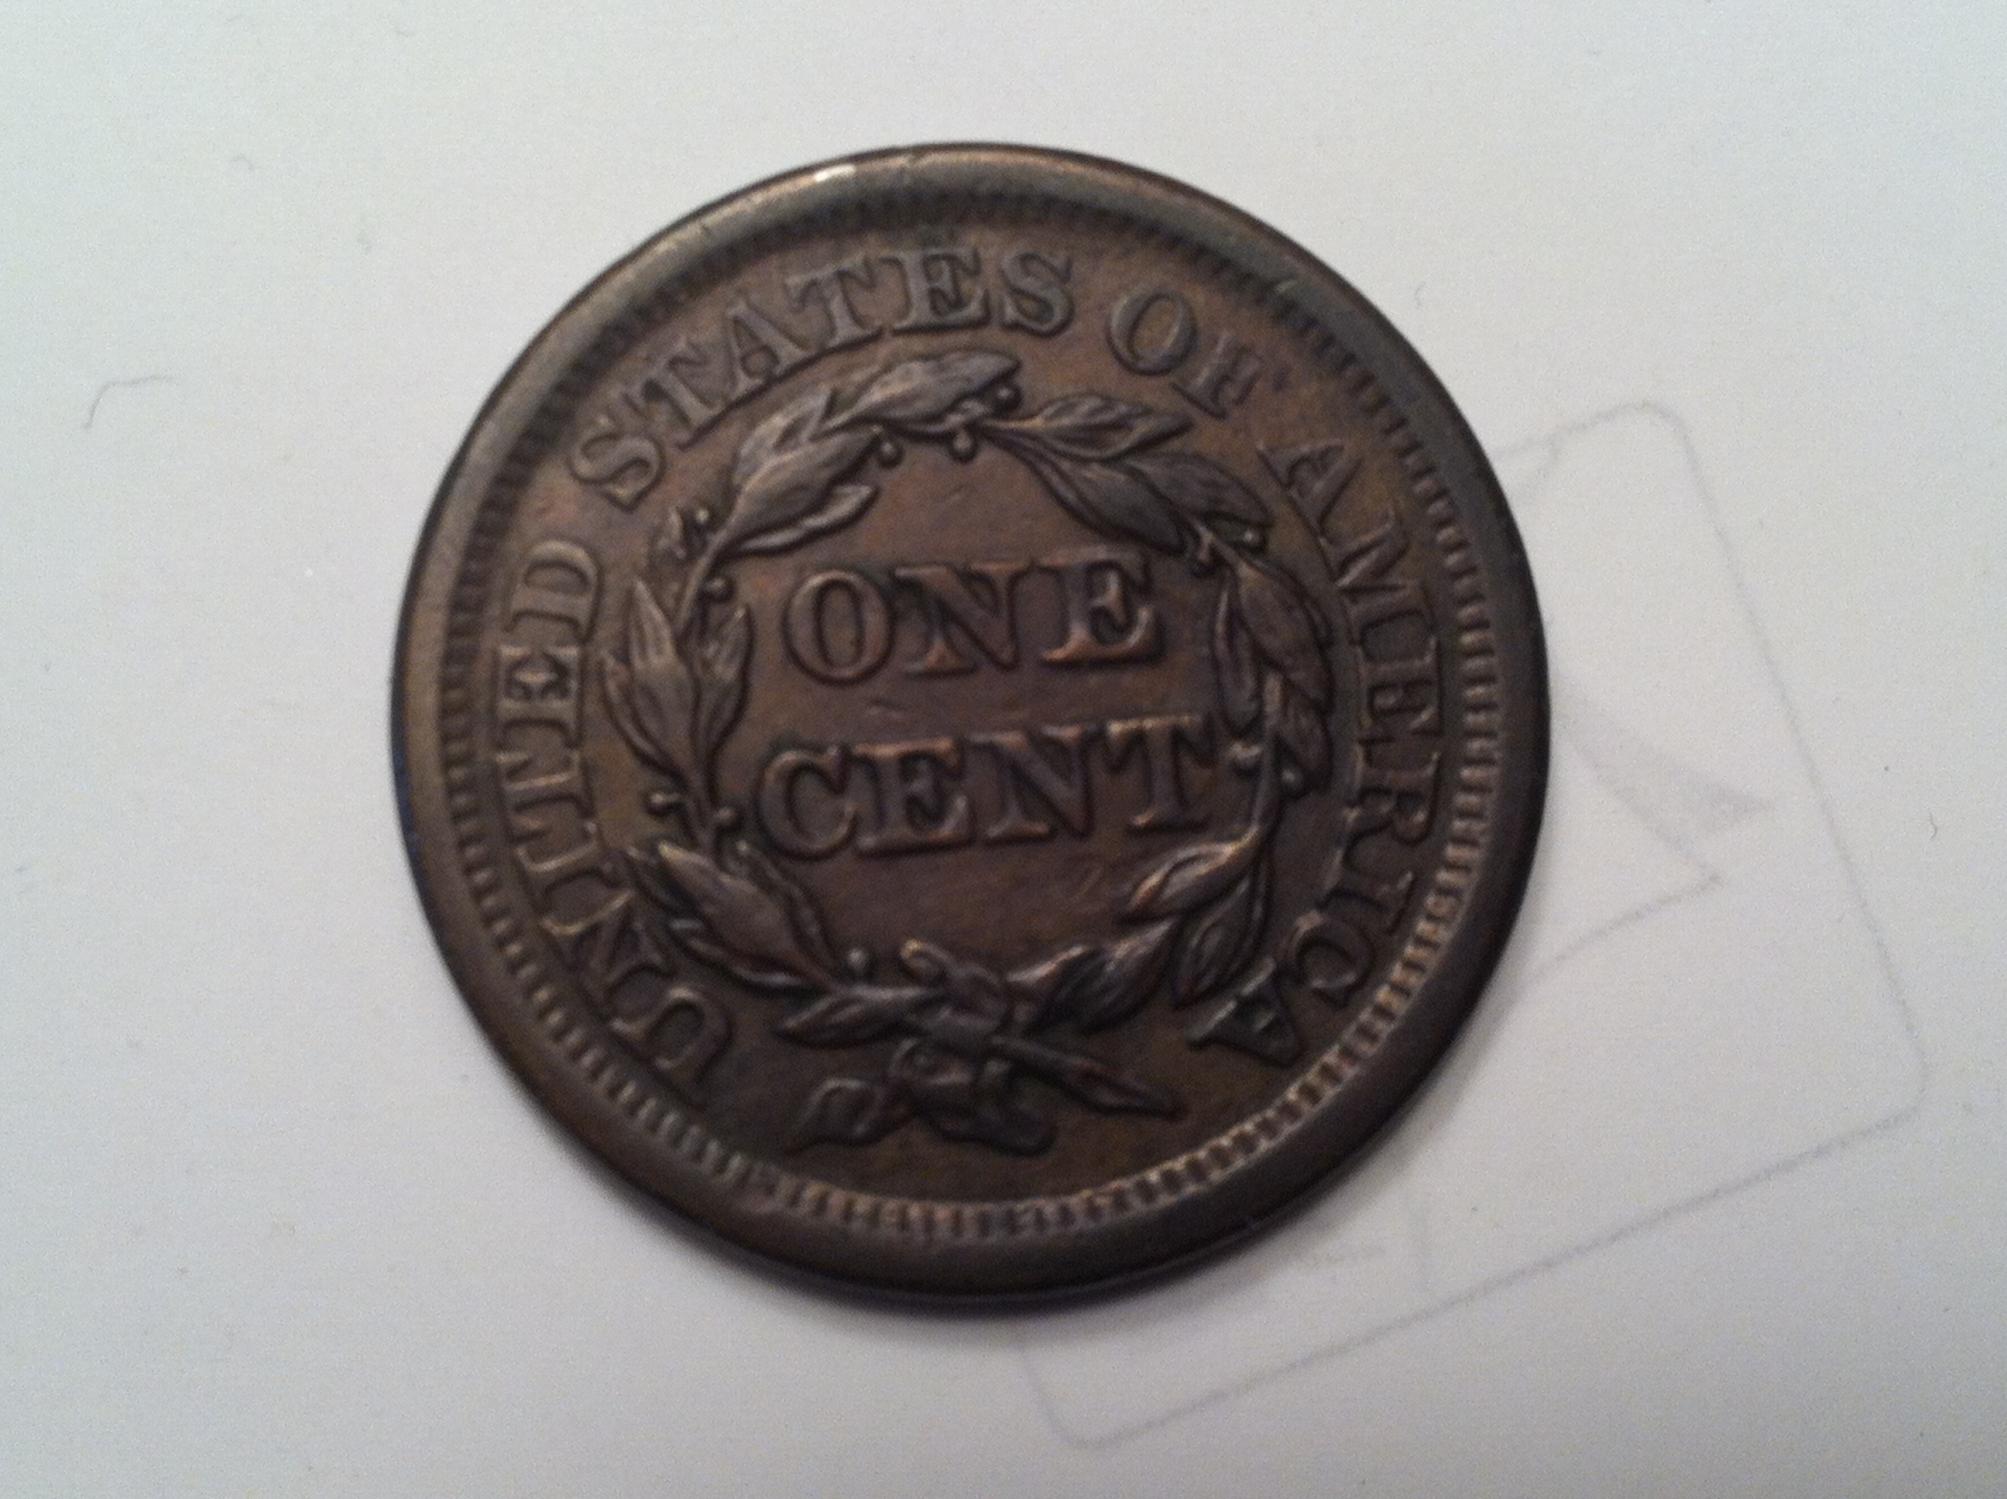 UNITED STATES OF AMERICA
ONE
CENT